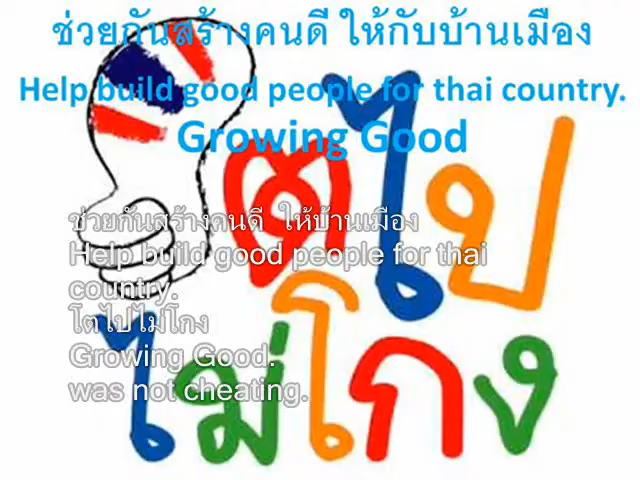 ช่วยกันสร้างคนดี ให้กับบ้านเมือง
Help build good people for thai country.
Growing Good
โตไป
ไม่โกง
ช่วยกันสร้างคนดี ให้บ้านเมือง
Help build good people for thai
country.
โตไปไม่โกง
Growing Good.
was not cheating.